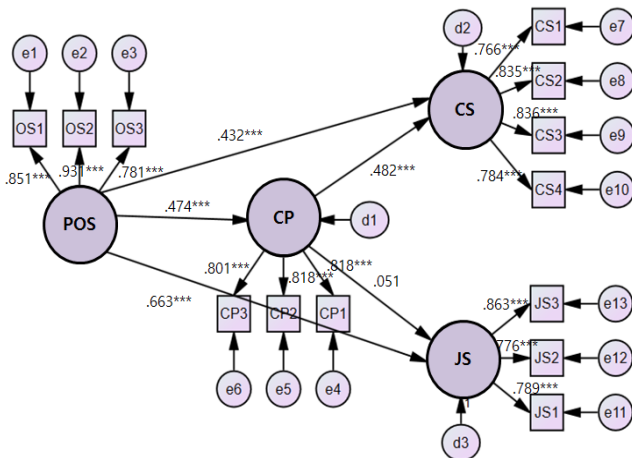 e1
e2
e3
d2
CS1
e7
.766***
.835***
CS2
e8
OS1
OS2
OS3
CS
.836***
CS3
e9
.432***
.851***
.931***
.781***
.482***
.784***
CS4
e10
POS
.474***
CP
d1
.801***
.818***
.818***
.051
.663***
CP3
CP2
CP1
.863***
JS3
e13
JS
.776***
JS2
e12
e6
e5
e4
.789***
1
JS1
e11
d3